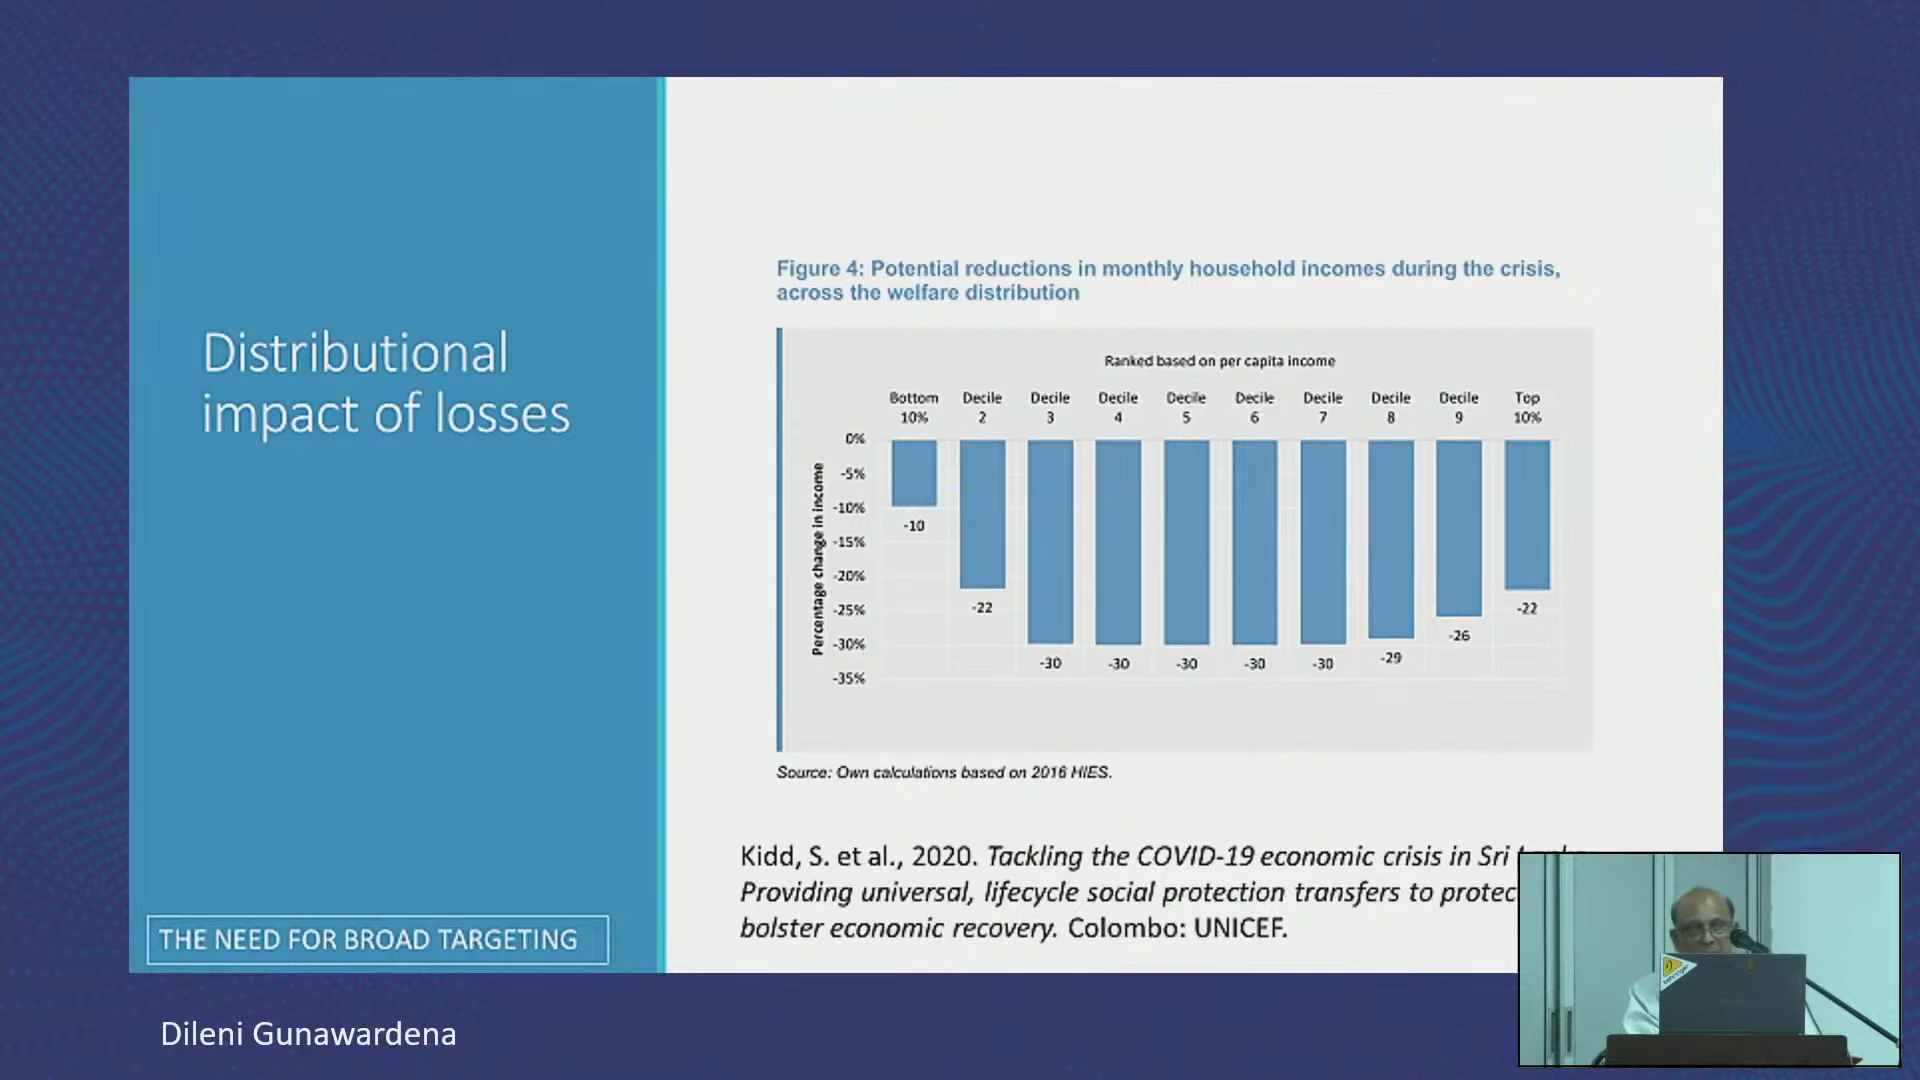 Distributional
impact of losses
THE NEED FOR BROAD TARGETING
Figure 4: Potential reductions in monthly household incomes during the crisis,
across the welfare distribution
Ranked based on per capita income
Bottom 10% Decile 2 Decile 3 Decile 4 Decile 5 Decile 6 Decile 7 Decile 8 Decile 9 Top 10%
Percentage change in income
0%
-5%
-10%
-15%
-20%
-25%
-30%
-35%
-10 -22 -30 -30 -30 -30 -30 -29 -26 -22
Source: Own calculations based on 2016 HIES.
Kidd, S. et al., 2020. Tackling the COVID-19 economic crisis in Sri
Providing universal, lifecycle social protection transfers to protec
bolster economic recovery. Colombo: UNICEF.
behringer
Dileni Gunawardena